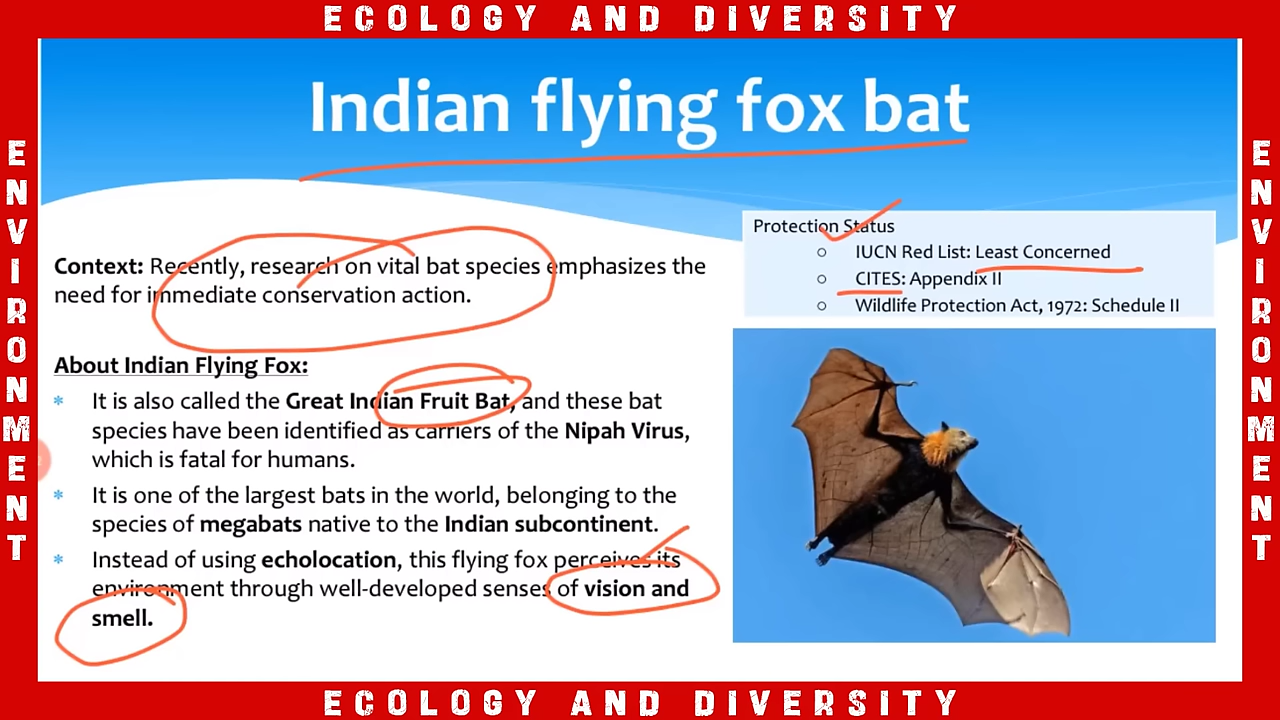 ECOLOGY AND DIVERSITY
ENVIRONMENT
Indian flying fox bat
Context: Recently, research on vital bat species emphasizes the
need for immediate conservation action.
Protection Status
○ IUCN Red List: Least Concerned
○ CITES: Appendix II
○ Wildlife Protection Act, 1972: Schedule II
About Indian Flying Fox:
* It is also called the Great Indian Fruit Bat, and these bat
species have been identified as carriers of the Nipah Virus,
which is fatal for humans.
* It is one of the largest bats in the world, belonging to the
species of megabats native to the Indian subcontinent.
* Instead of using echolocation, this flying fox perceives its
environment through well-developed senses of vision and
smell.
ENVIRONMENT
ECOLOGY AND DIVERSITY